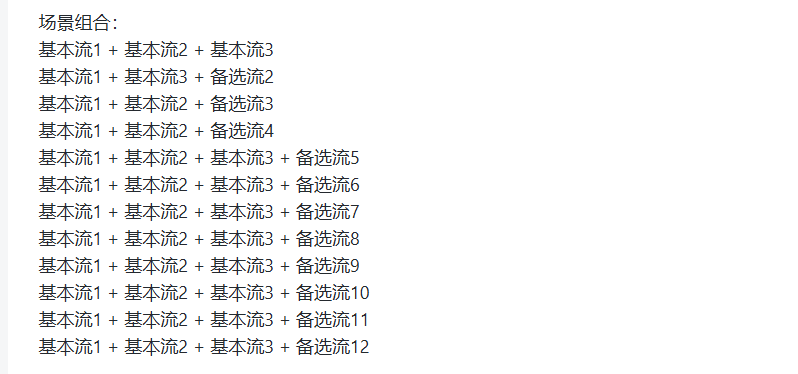 场景组合：
基本流1 + 基本流2 + 基本流3
基本流1 + 基本流3 + 备选流2
基本流1 + 基本流2 + 备选流3
基本流1 + 基本流2 + 备选流4
基本流1 + 基本流2 + 基本流3 + 备选流5
基本流1 + 基本流2 + 基本流3 + 备选流6
基本流1 + 基本流2 + 基本流3 + 备选流7
基本流1 + 基本流2 + 基本流3 + 备选流8
基本流1 + 基本流2 + 基本流3 + 备选流9
基本流1 + 基本流2 + 基本流3 + 备选流10
基本流1 + 基本流2 + 基本流3 + 备选流11
基本流1 + 基本流2 + 基本流3 + 备选流12